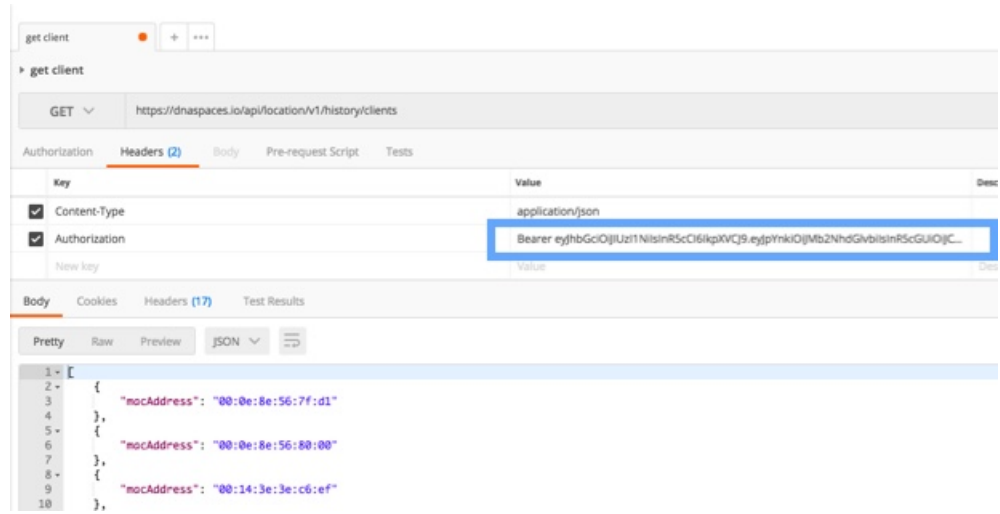 get client + •••
get client
GET https://dnaspaces.io/api/location/v1/history/clients
Authorization Headers (2) Body Pre-request Script Tests
Key Value Desc
Content-Type application/json
Authorization Bearer
New key Value Des
Body Cookies Headers (17) Test Results
Pretty Raw Preview JSON
1 [
2 {
3 "macAddress": "00:0e:8e:56:7f:d1"
4 },
5 {
6 "macAddress": "00:0e:8e:56:80:00"
7 },
8 {
9 "macAddress": "00:14:3e:3e:c6:ef"
10 },